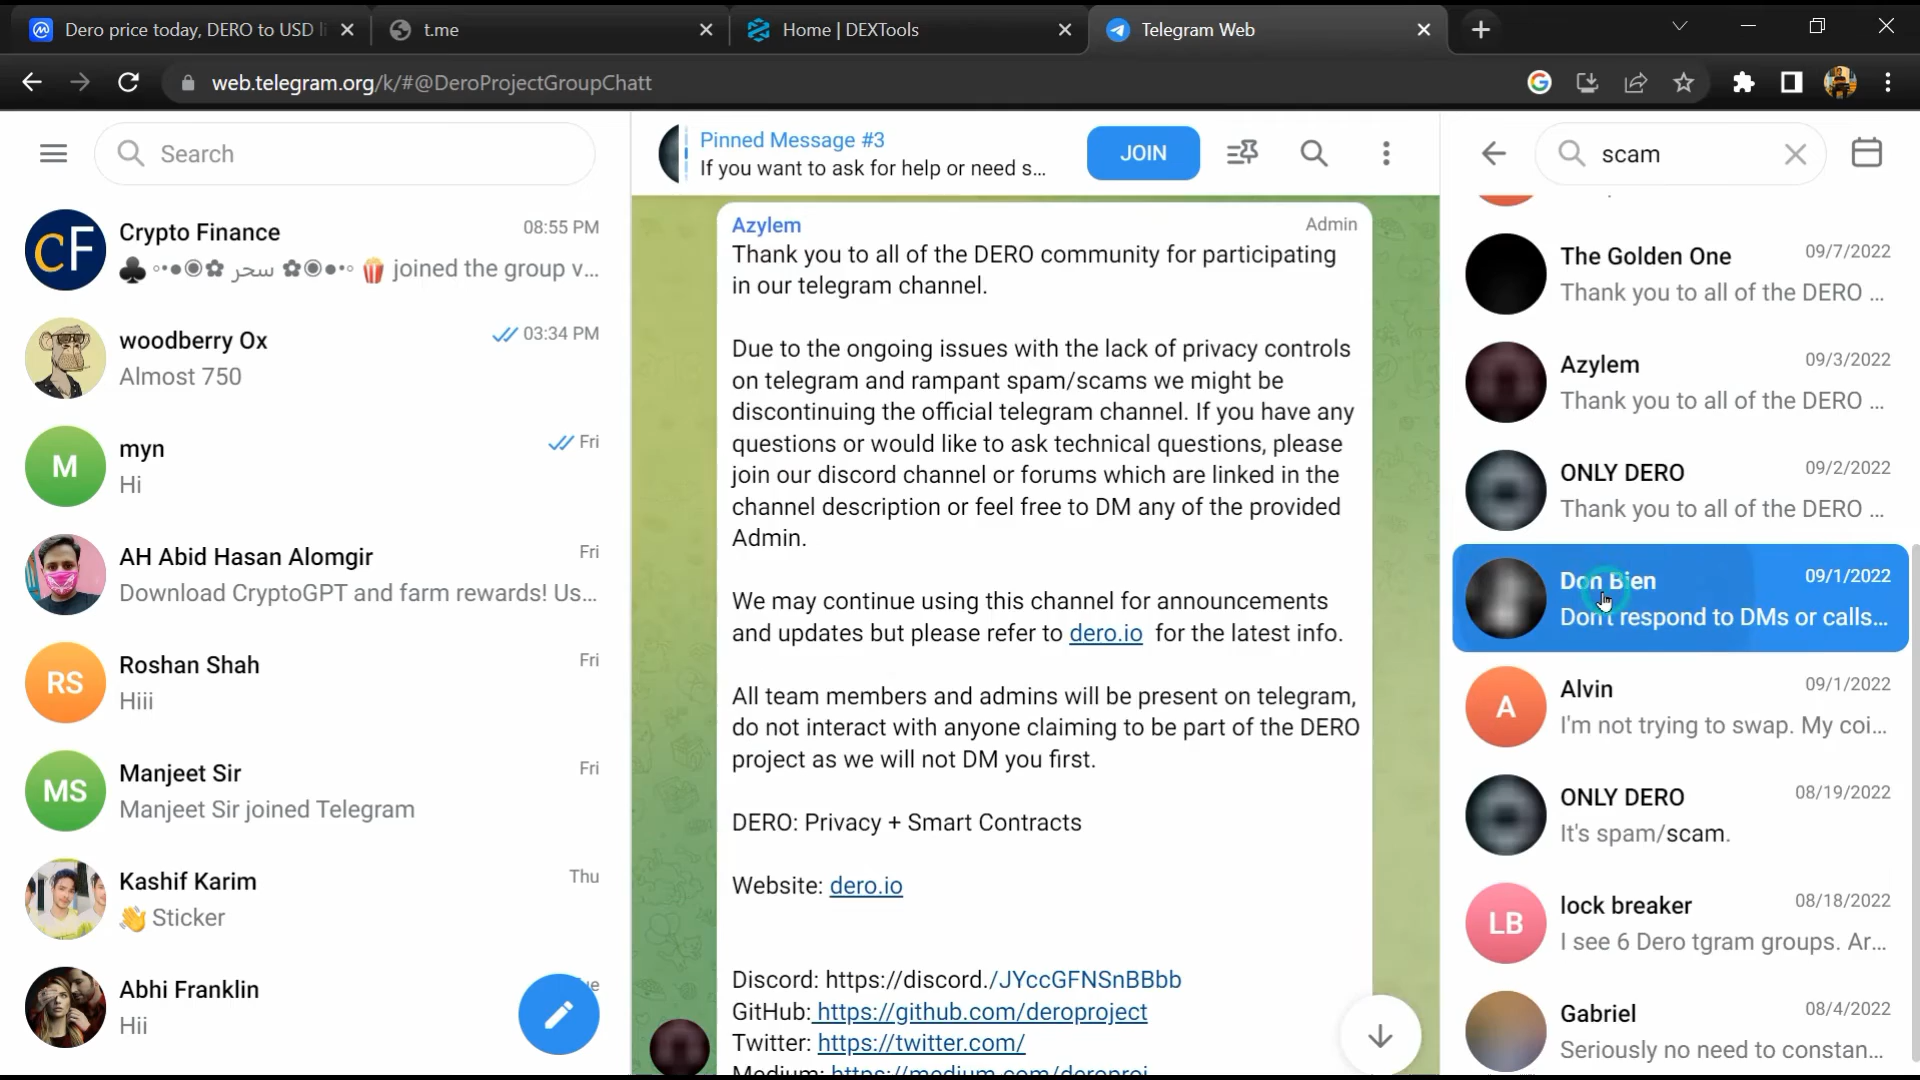 Dero price today, DERO to USD li
t.me
Home | DEXTools
Telegram Web
web.telegram.org/k/#@DeroProjectGroupChatt
Search
Crypto Finance
08:55 PM
♣ ◦•●◉✿ سحر ✿◉●•◦ 🍿 joined the group v...
woodberry Ox
03:34 PM
Almost 750
M
myn
Fri
Hi
AH Abid Hasan Alomgir
Fri
Download CryptoGPT and farm rewards! Us...
RS
Roshan Shah
Fri
Hiii
MS
Manjeet Sir
Fri
Manjeet Sir joined Telegram
Kashif Karim
Thu
👋 Sticker
Abhi Franklin
Hii
Pinned Message #3
If you want to ask for help or need s...
JOIN
Azylem
Admin
Thank you to all of the DERO community for participating
in our telegram channel.
Due to the ongoing issues with the lack of privacy controls
on telegram and rampant spam/scams we might be
discontinuing the official telegram channel. If you have any
questions or would like to ask technical questions, please
join our discord channel or forums which are linked in the
channel description or feel free to DM any of the provided
Admin.
We may continue using this channel for announcements
and updates but please refer to dero.io for the latest info.
All team members and admins will be present on telegram,
do not interact with anyone claiming to be part of the DERO
project as we will not DM you first.
DERO: Privacy + Smart Contracts
Website: dero.io
Discord: https://discord./JYccGFNSnBBbb
GitHub: https://github.com/deroproject
Twitter: https://twitter.com/
Medium: https://medium.com/deroproj
scam
The Golden One
09/7/2022
Thank you to all of the DERO ...
Azylem
09/3/2022
Thank you to all of the DERO ...
ONLY DERO
09/2/2022
Thank you to all of the DERO ...
Don Bien
09/1/2022
Don't respond to DMs or calls...
A
Alvin
09/1/2022
I'm not trying to swap. My coi...
ONLY DERO
08/19/2022
It's spam/scam.
LB
lock breaker
08/18/2022
I see 6 Dero tgram groups. Ar...
Gabriel
08/4/2022
Seriously no need to constan...